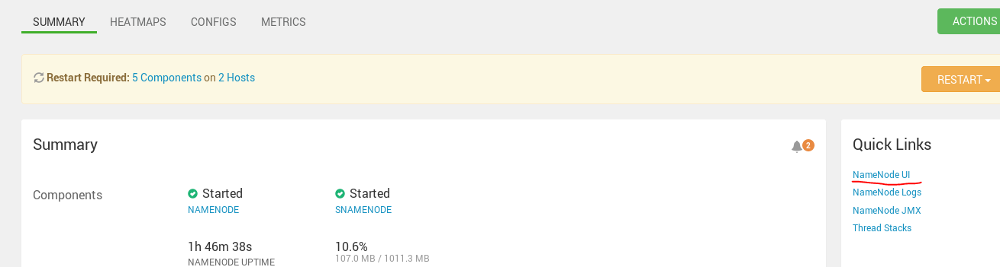 SUMMARY HEATMAPS CONFIGS METRICS ACTIONS
Restart Required: 5 Components on 2 Hosts RESTART
Summary 2
Components
Started Started
NAMENODE SNAMENODE
1h 46m 38s 10.6%
NAMENODE UPTIME 107.0 MB / 1011.3 MB
Quick Links
NameNode UI
NameNode Logs
NameNode JMX
Thread Stacks